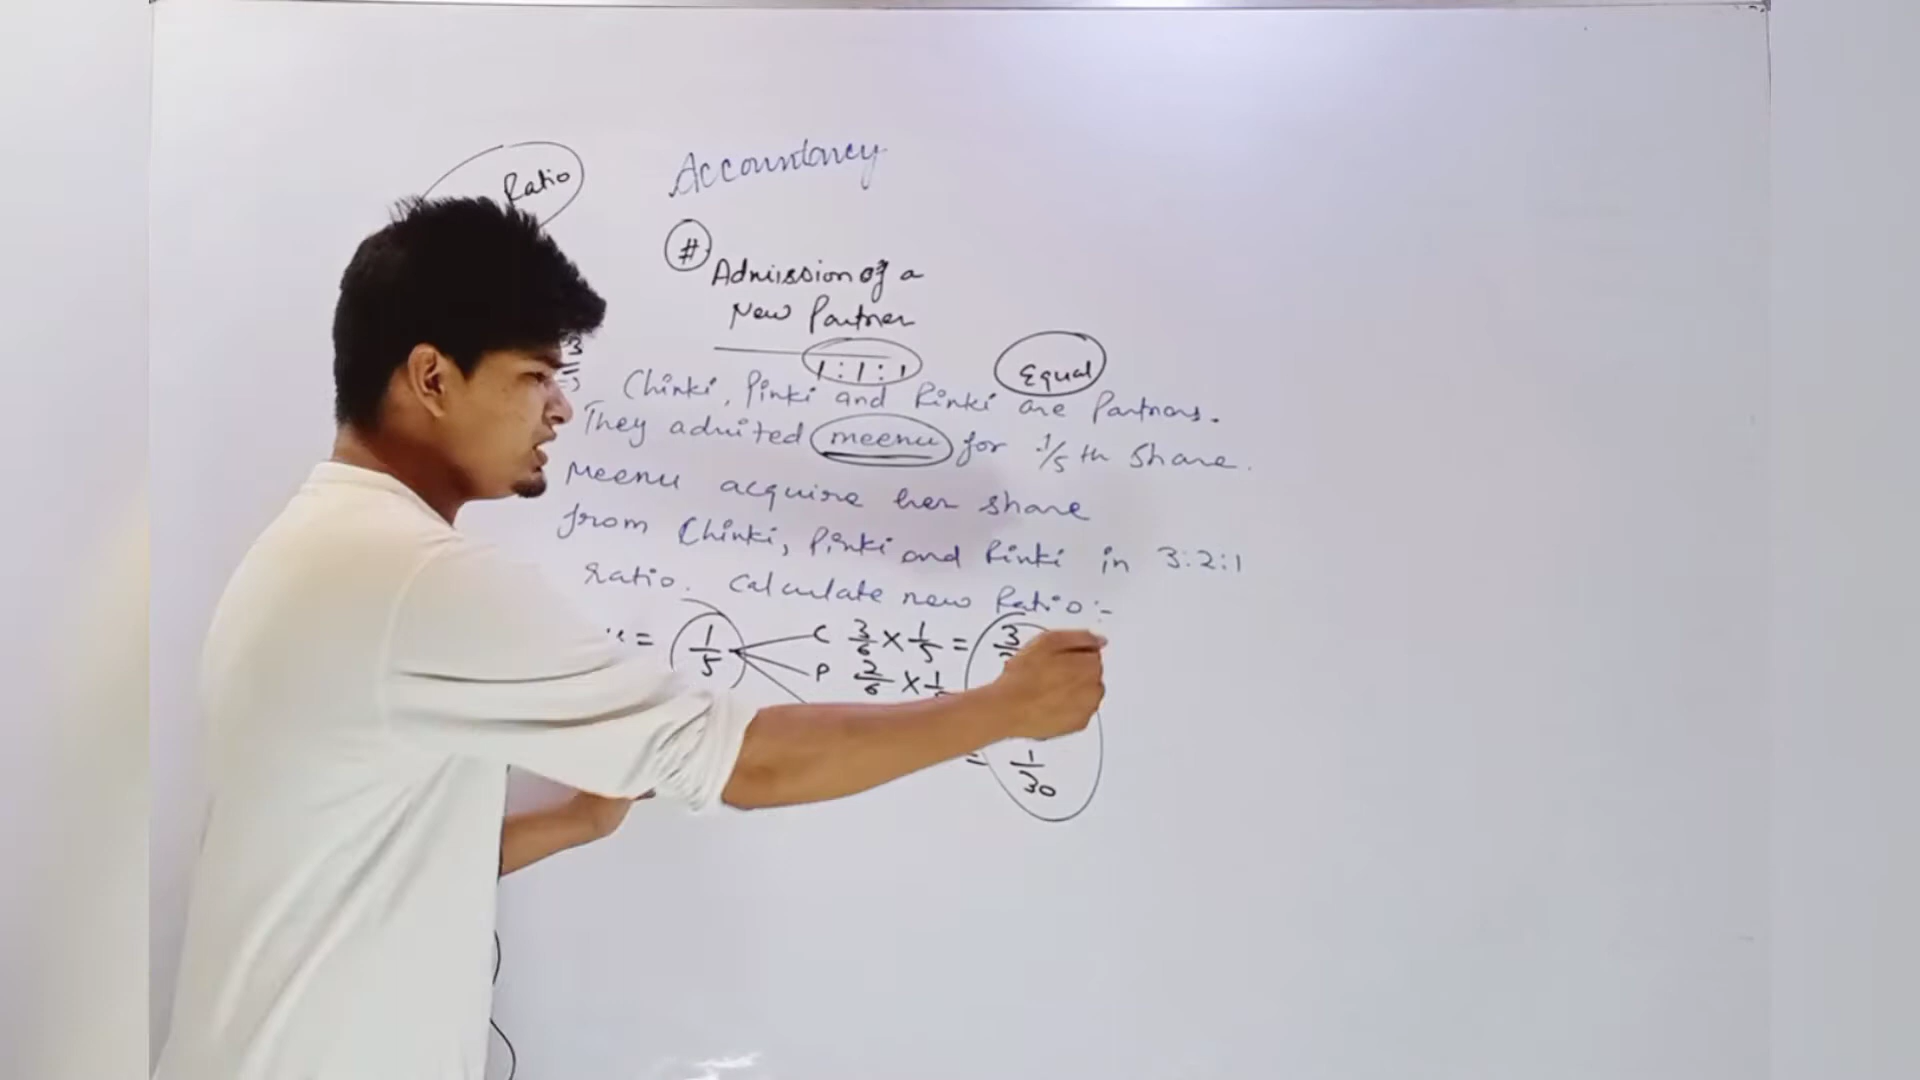 Ratio
Accountancy
#
Admission of a
New Partner
1:1:1
Equal
Chinki, Pinki and Rinki are Partners.
They admited meenu for 1/5 th share.
Meenu acquire her share
from Chinki, Pinki and Rinki in 3:2:1
ratio. Calculate new Ratio:-
= 1/5
C 3/6 X 1/5 = 3
P 2/6 X 1
= 1/30